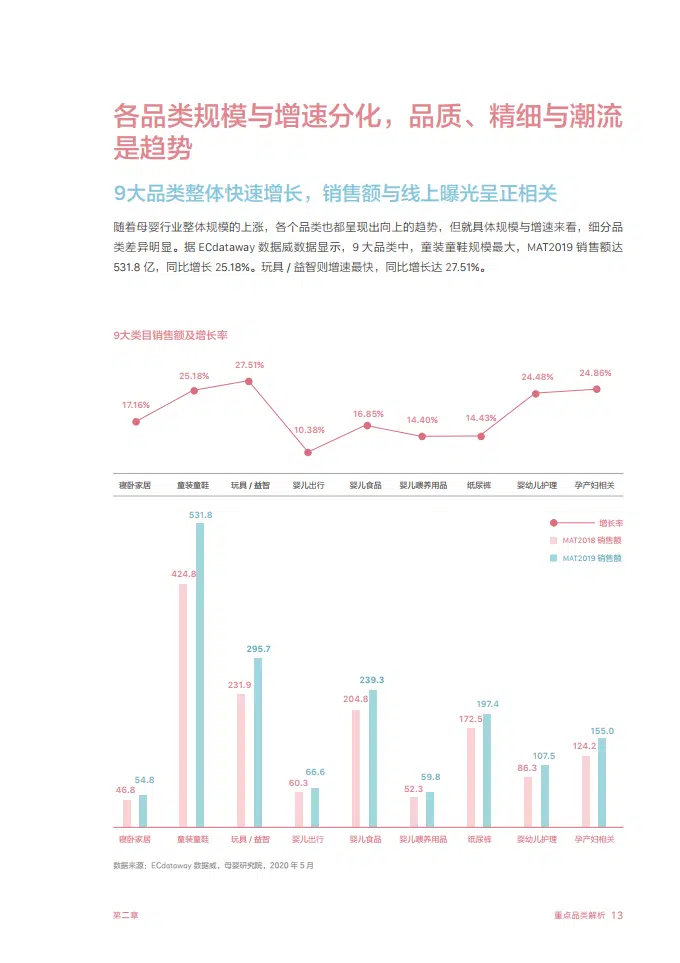 各品类规模与增速分化，品质、精细与潮流
是趋势
9大品类整体快速增长，销售额与线上曝光呈正相关
随着母婴行业整体规模的上涨，各个品类也都呈现出向上的趋势，但就具体规模与增速来看，细分品
类差异明显。据 ECdataway 数据威数据显示，9 大品类中，童装童鞋规模最大，MAT2019 销售额达
531.8 亿，同比增长 25.18%。玩具 / 益智则增速最快，同比增长达 27.51%。
9大类目销售额及增长率
17.16% 25.18% 27.51% 10.38% 16.85% 14.40% 14.43% 24.48% 24.86%
寝卧家居 童装童鞋 玩具 / 益智 婴儿出行 婴儿食品 婴儿喂养用品 纸尿裤 婴幼儿护理 孕产妇相关
增长率
MAT2018 销售额
MAT2019 销售额
46.8 54.8 424.8 531.8 231.9 295.7 60.3 66.6 204.8 239.3 52.3 59.8 172.5 197.4 86.3 107.5 124.2 155.0
寝卧家居 童装童鞋 玩具 / 益智 婴儿出行 婴儿食品 婴儿喂养用品 纸尿裤 婴幼儿护理 孕产妇相关
数据来源：ECdataway 数据威，母婴研究院，2020 年 5 月
第二章 重点品类解析 13